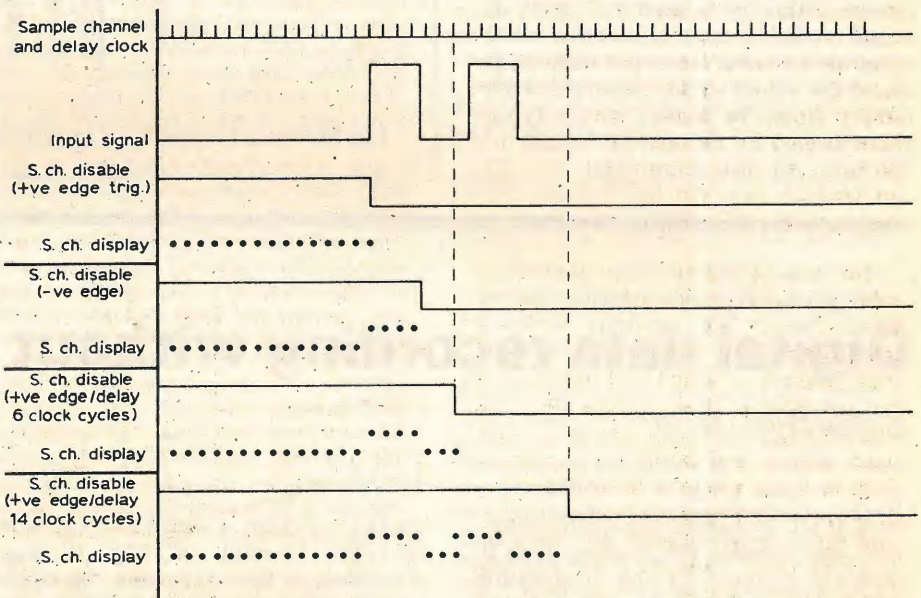 Sample channel
and delay clock
Input signal
S. ch. disable
(+ve edge trig.)
S. ch. display
S. ch. disable
(-ve edge)
S. ch. display
S. ch. disable
(+ve edge/delay
6 clock cycles)
S. ch. display
S. ch. disable
(+ve edge/delay
14 clock cycles)
S. ch. display